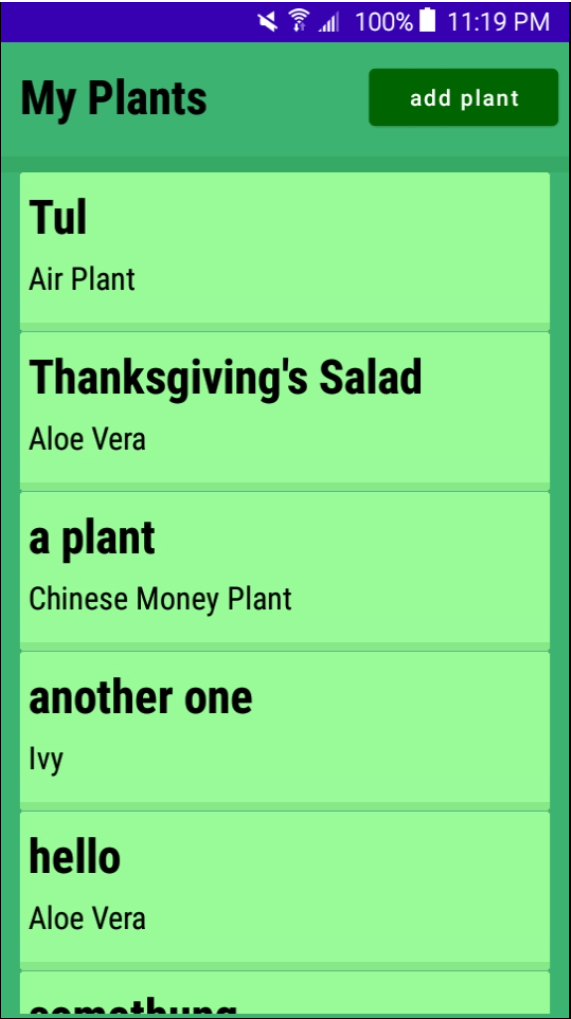 100% 11:19 PM
My Plants
add plant
Tul
Air Plant
Thanksgiving's Salad
Aloe Vera
a plant
Chinese Money Plant
another one
Ivy
hello
Aloe Vera
somethung